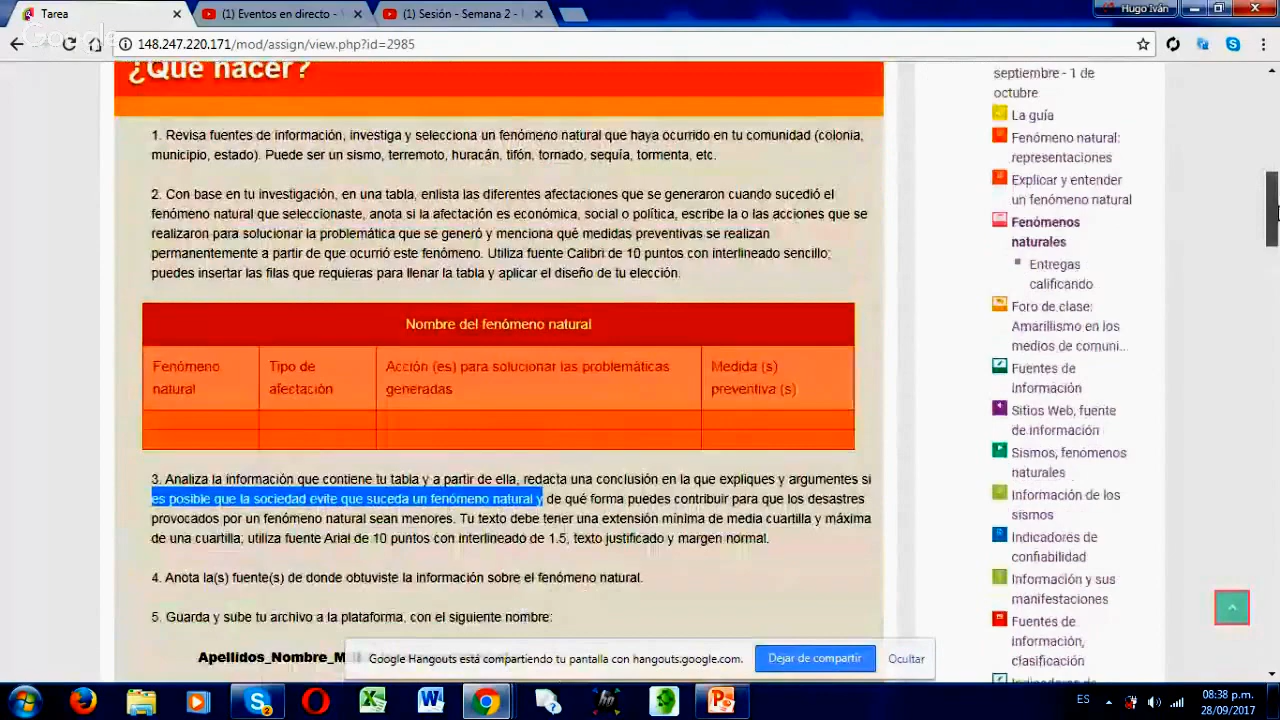 Tarea
(1) Eventos en directo -
(1) Sesión - Semana 2 -
Hugo Iván
Google
148.247.220.171/mod/assign/view.php?id=2985
¿Qué hacer?
1. Revisa fuentes de información, investiga y selecciona un fenómeno natural que haya ocurrido en tu comunidad (colonia,
municipio, estado). Puede ser un sismo, terremoto, huracán, tifón, tornado, sequía, tormenta, etc.
2. Con base en tu investigación, en una tabla, enlista las diferentes afectaciones que se generaron cuando sucedió el
fenómeno natural que seleccionaste, anota si la afectación es económica, social o política, escribe la o las acciones que se
realizaron para solucionar la problemática que se generó y menciona qué medidas preventivas se realizan
permanentemente a partir de que ocurrió este fenómeno. Utiliza fuente Calibri de 10 puntos con interlineado sencillo;
puedes insertar las filas que requieras para llenar la tabla y aplicar el diseño de tu elección.
Nombre del fenómeno natural
Fenómeno
natural
Tipo de
afectación
Acción (es) para solucionar las problemáticas
generadas
Medida (s)
preventiva (s)
3. Analiza la información que contiene tu tabla y a partir de ella, redacta una conclusión en la que expliques y argumentes si
es posible que la sociedad evite que suceda un fenómeno natural y de qué forma puedes contribuir para que los desastres
provocados por un fenómeno natural sean menores. Tu texto debe tener una extensión mínima de media cuartilla y máxima
de una cuartilla, utiliza fuente Arial de 10 puntos con interlineado de 1.5, texto justificado y margen normal.
4. Anota la(s) fuente(s) de donde obtuviste la información sobre el fenómeno natural.
5. Guarda y sube tu archivo a la plataforma, con el siguiente nombre:
Apellidos_Nombre_M
septiembre - 1 de
octubre
La guía
Fenómeno natural:
representaciones
Explicar y entender
un fenómeno natural
Fenómenos
naturales
Entregas
calificando
Foro de clase:
Amarillismo en los
medios de comuni...
Fuentes de
información
Sitios Web, fuente
de información
Sismos, fenómenos
naturales
Información de los
sismos
Indicadores de
confiabilidad
Información y sus
manifestaciones
Fuentes de
información,
clasificación
Indicadores de
Google Hangouts está compartiendo tu pantalla con hangouts.google.com.
Dejar de compartir
Ocultar
ES
08:38 p.m.
28/09/2017